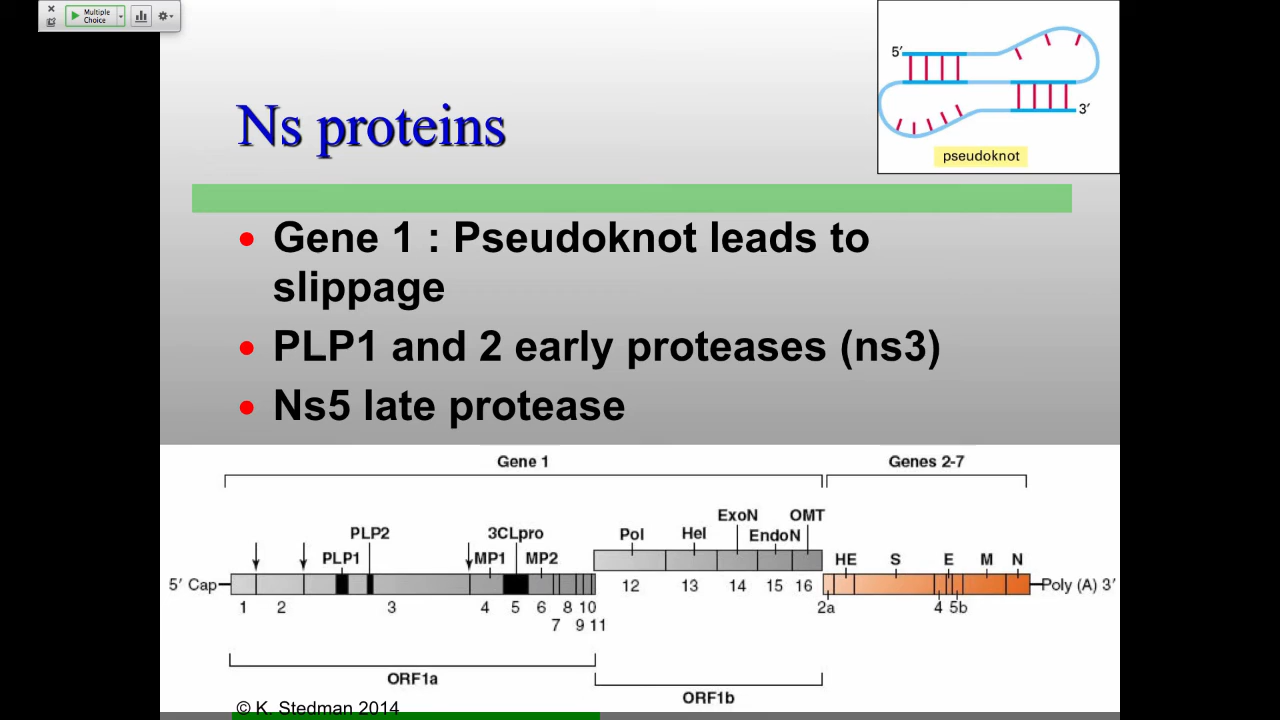 Multiple
Choice
5′
3′
pseudoknot
Ns proteins
Gene 1 : Pseudoknot leads to
slippage
PLP1 and 2 early proteases (ns3)
Ns5 late protease
Gene 1
Genes 2-7
ExoN
OMT
PLP2
3CLpro
Pol
Hel
EndoN
PLP1
MP1
MP2
HE
S
E
M
N
5′ Cap
Poly (A) 3′
1
2
3
4
5
6
8
10
12
13
14
15
16
2a
4
5b
7
9
11
ORF1a
ORF1b
© K. Stedman 2014